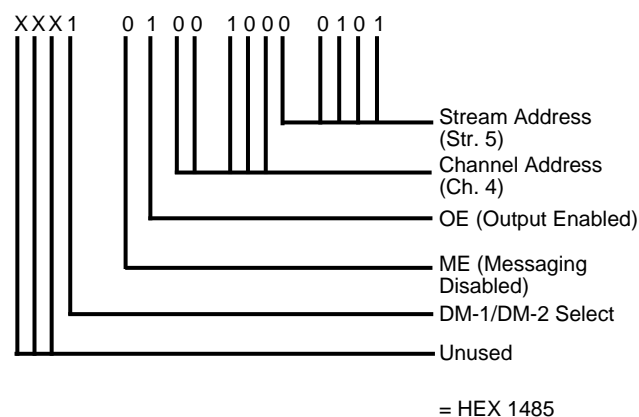 XXX1 0100 1000 0101
Stream Address
(Str. 5)
Channel Address
(Ch. 4)
OE (Output Enabled)
ME (Messaging
Disabled)
DM-1/DM-2 Select
Unused
= HEX 1485